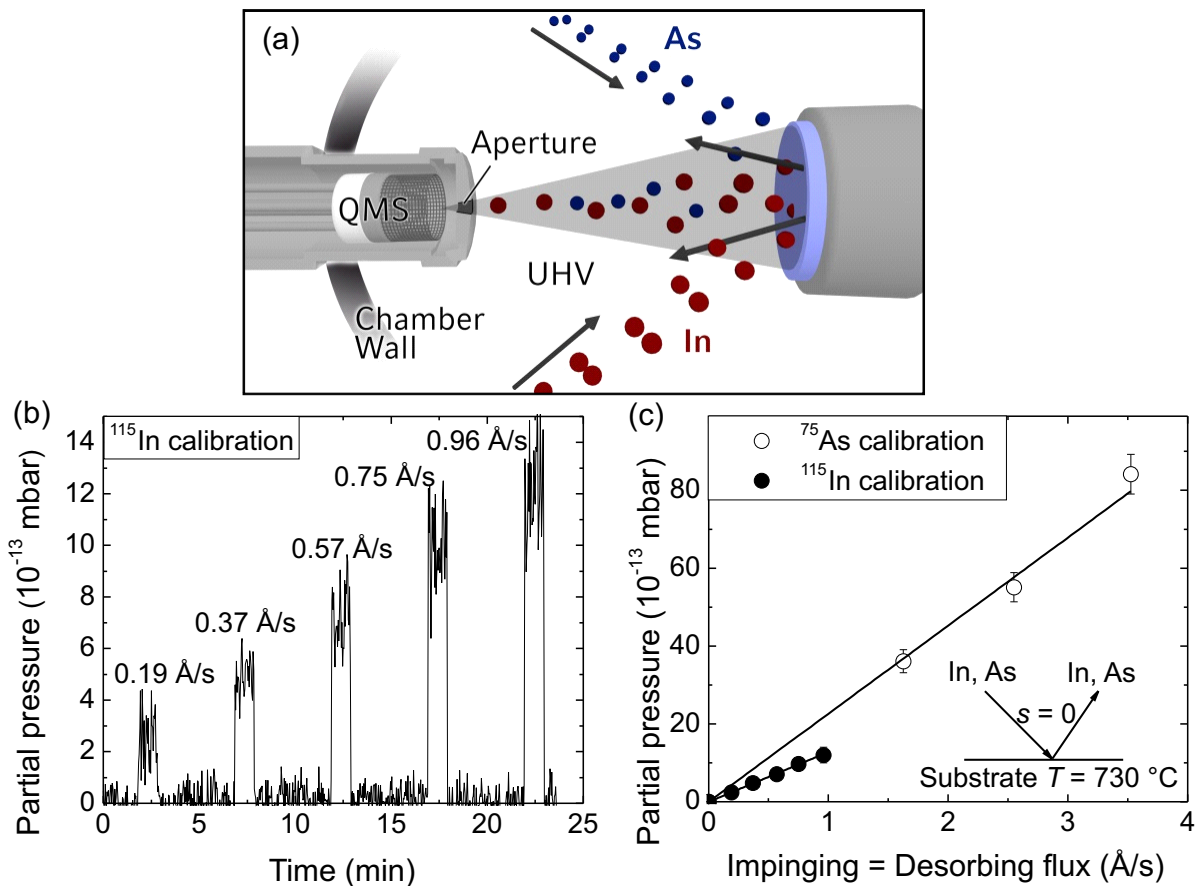 (a)
As
Aperture
QMS
UHV
Chamber
Wall
In
(b)
¹¹⁵In calibration
0.19 Å/s
0.37 Å/s
0.57 Å/s
0.75 Å/s
0.96 Å/s
Partial pressure (10⁻¹³ mbar)
14
12
10
8
6
4
2
0
0 5 10 15 20 25
Time (min)
(c)
⁷⁵As calibration
¹¹⁵In calibration
Partial pressure (10⁻¹³ mbar)
80
60
40
20
0
In, As In, As
s = 0
Substrate T = 730 °C
0 1 2 3 4
Impinging = Desorbing flux (Å/s)